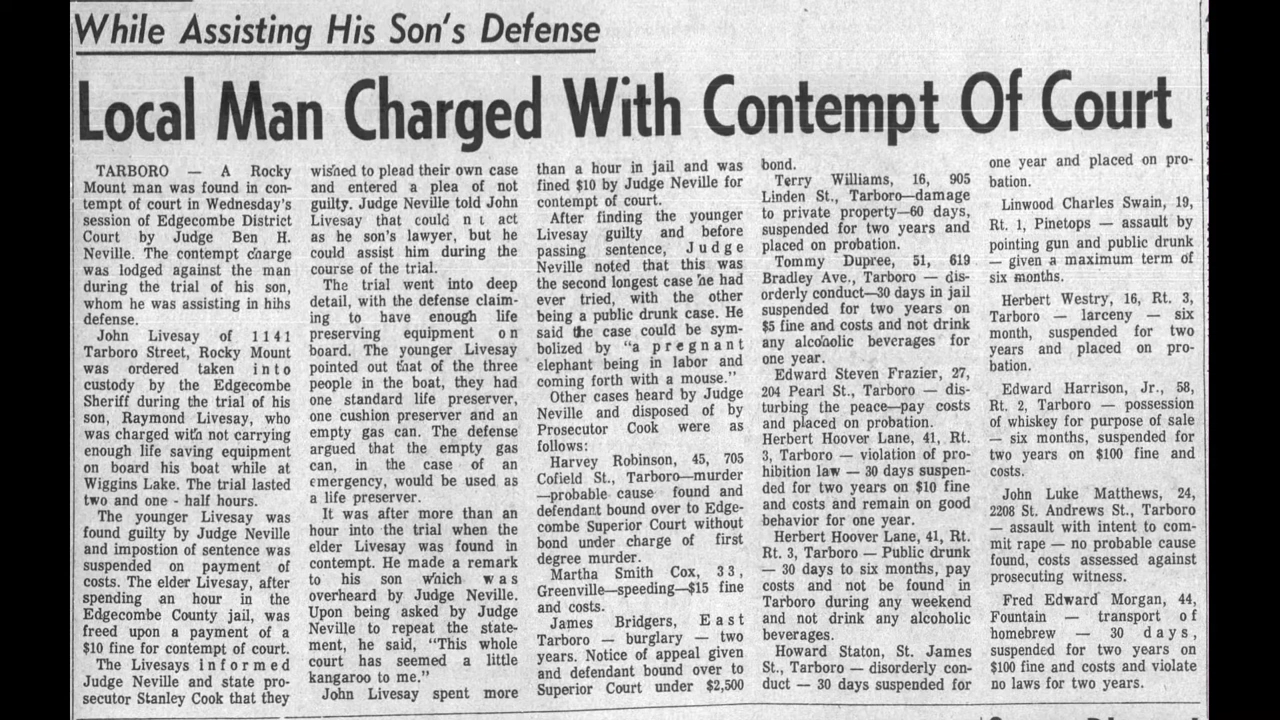 While Assisting His Son's Defense
Local Man Charged With Contempt Of Court
TARBORO — A Rocky
Mount man was found in con-
tempt of court in Wednesday's
session of Edgecombe District
Court by Judge Ben H.
Neville. The contempt charge
was lodged against the man
during the trial of his son,
whom he was assisting in hihs
defense.
John Livesay of 1141
Tarboro Street, Rocky Mount
was ordered taken into
custody by the Edgecombe
Sheriff during the trial of his
son, Raymond Livesay, who
was charged with not carrying
enough life saving equipment
on board his boat while at
Wiggins Lake. The trial lasted
two and one - half hours.
The younger Livesay was
found guilty by Judge Neville
and impostion of sentence was
suspended on payment of
costs. The elder Livesay, after
spending an hour in the
Edgecombe County jail, was
freed upon a payment of a
$10 fine for contempt of court.
The Livesays informed
Judge Neville and state pro-
secutor Stanley Cook that they
wished to plead their own case
and entered a plea of not
guilty. Judge Neville told John
Livesay that could n t act
as he son's lawyer, but he
could assist him during the
course of the trial.
The trial went into deep
detail, with the defense claim-
ing to have enough life
preserving equipment on
board. The younger Livesay
pointed out that of the three
people in the boat, they had
one standard life preserver,
one cushion preserver and an
empty gas can. The defense
argued that the empty gas
can, in the case of an
emergency, would be used as
a life preserver.
It was after more than an
hour into the trial when the
elder Livesay was found in
contempt. He made a remark
to his son which was
overheard by Judge Neville.
Upon being asked by Judge
Neville to repeat the state-
ment, he said, "This whole
court has seemed a little
kangaroo to me."
John Livesay spent more
than a hour in jail and was
fined $10 by Judge Neville for
contempt of court.
After finding the younger
Livesay guilty and before
passing sentence, Judge
Neville noted that this was
the second longest case he had
ever tried, with the other
being a public drunk case. He
said the case could be sym-
bolized by "a pregnant
elephant being in labor and
coming forth with a mouse."
Other cases heard by Judge
Neville and disposed of by
Prosecutor Cook were as
follows:
Harvey Robinson, 45, 705
Cofield St., Tarboro—murder
—probable cause found and
defendant bound over to Edge-
combe Superior Court without
bond under charge of first
degree murder.
Martha Smith Cox, 33,
Greenville—speeding—$15 fine
and costs.
James Bridgers, East
Tarboro — burglary — two
years. Notice of appeal given
and defendant bound over to
Superior Court under $2,500
bond.
Terry Williams, 16, 905
Linden St., Tarboro—damage
to private property—60 days,
suspended for two years and
placed on probation.
Tommy Dupree, 51, 619
Bradley Ave., Tarboro — dis-
orderly conduct—30 days in jail
suspended for two years on
$5 fine and costs and not drink
any alcoholic beverages for
one year.
Edward Steven Frazier, 27,
204 Pearl St., Tarboro — dis-
turbing the peace—pay costs
and placed on probation.
Herbert Hoover Lane, 41, Rt.
3, Tarboro — violation of pro-
hibition law — 30 days suspen-
ded for two years on $10 fine
and costs and remain on good
behavior for one year.
Herbert Hoover Lane, 41, Rt.
Rt. 3, Tarboro — Public drunk
— 30 days to six months, pay
costs and not be found in
Tarboro during any weekend
and not drink any alcoholic
beverages.
Howard Staton, St. James
St., Tarboro — disorderly con-
duct — 30 days suspended for
one year and placed on pro-
bation.
Linwood Charles Swain, 19,
Rt. 1, Pinetops — assault by
pointing gun and public drunk
— given a maximum term of
six months.
Herbert Westry, 16, Rt. 3,
Tarboro — larceny — six
month, suspended for two
years and placed on pro-
bation.
Edward Harrison, Jr., 58,
Rt. 2, Tarboro — possession
of whiskey for purpose of sale
— six months, suspended for
two years on $100 fine and
costs.
John Luke Matthews, 24,
2208 St. Andrews St., Tarboro
— assault with intent to com-
mit rape — no probable cause
found, costs assessed against
prosecuting witness.
Fred Edward Morgan, 44,
Fountain — transport of
homebrew — 30 days,
suspended for two years on
$100 fine and costs and violate
no laws for two years.